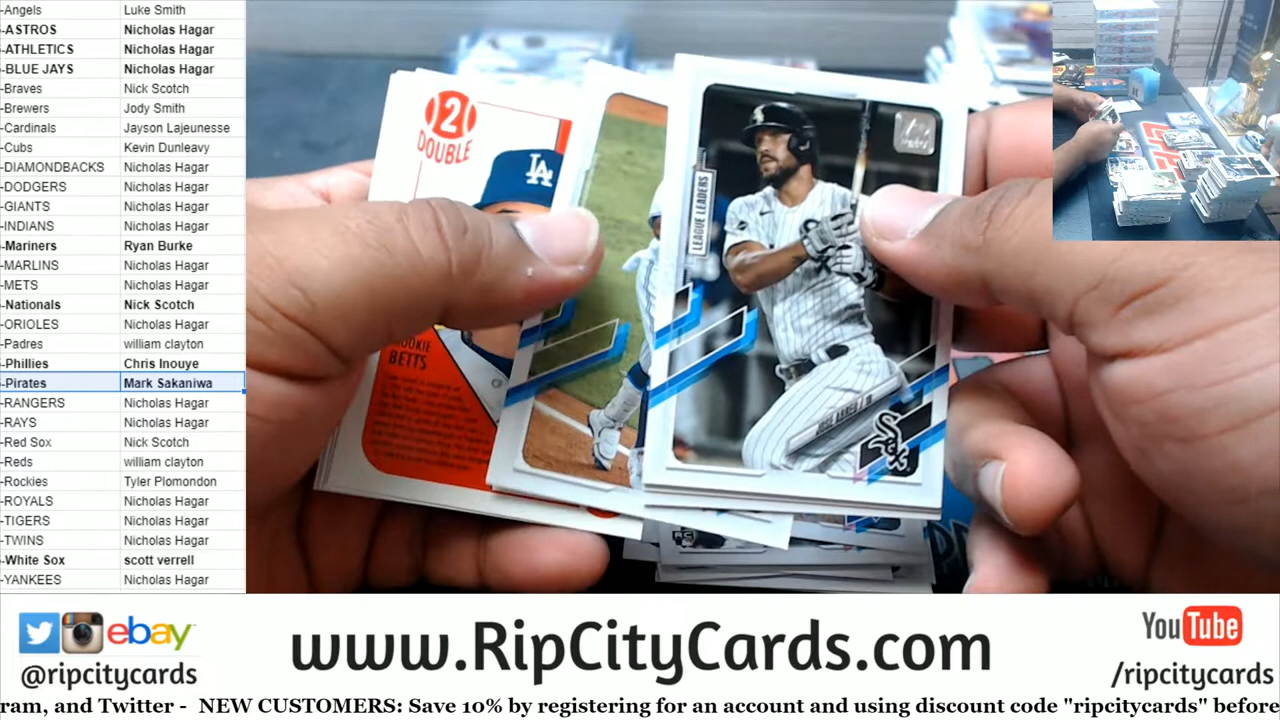 -Angels Luke Smith
-ASTROS Nicholas Hagar
-ATHLETICS Nicholas Hagar
-BLUE JAYS Nicholas Hagar
-Braves Nick Scotch
-Brewers Jody Smith
-Cardinals Jayson Lajeunesse
-Cubs Kevin Dunleavy
-DIAMONDBACKS Nicholas Hagar
-DODGERS Nicholas Hagar
-GIANTS Nicholas Hagar
-INDIANS Nicholas Hagar
-Mariners Ryan Burke
-MARLINS Nicholas Hagar
-METS Nicholas Hagar
-Nationals Nick Scotch
-ORIOLES Nicholas Hagar
-Padres william clayton
-Phillies Chris Inouye
-Pirates Mark Sakaniwa
-RANGERS Nicholas Hagar
-RAYS Nicholas Hagar
-Red Sox Nick Scotch
-Reds william clayton
-Rockies Tyler Plomondon
-ROYALS Nicholas Hagar
-TIGERS Nicholas Hagar
-TWINS Nicholas Hagar
-White Sox scott verrell
-YANKEES Nicholas Hagar
2
DOUBLE
LA
BETTS
LEAGUE LEADERS
Sox
RC
ebay
@ripcitycards
www.RipCityCards.com
YouTube
/ripcitycards
ram, and Twitter - NEW CUSTOMERS: Save 10% by registering for an account and using discount code "ripcitycards" before